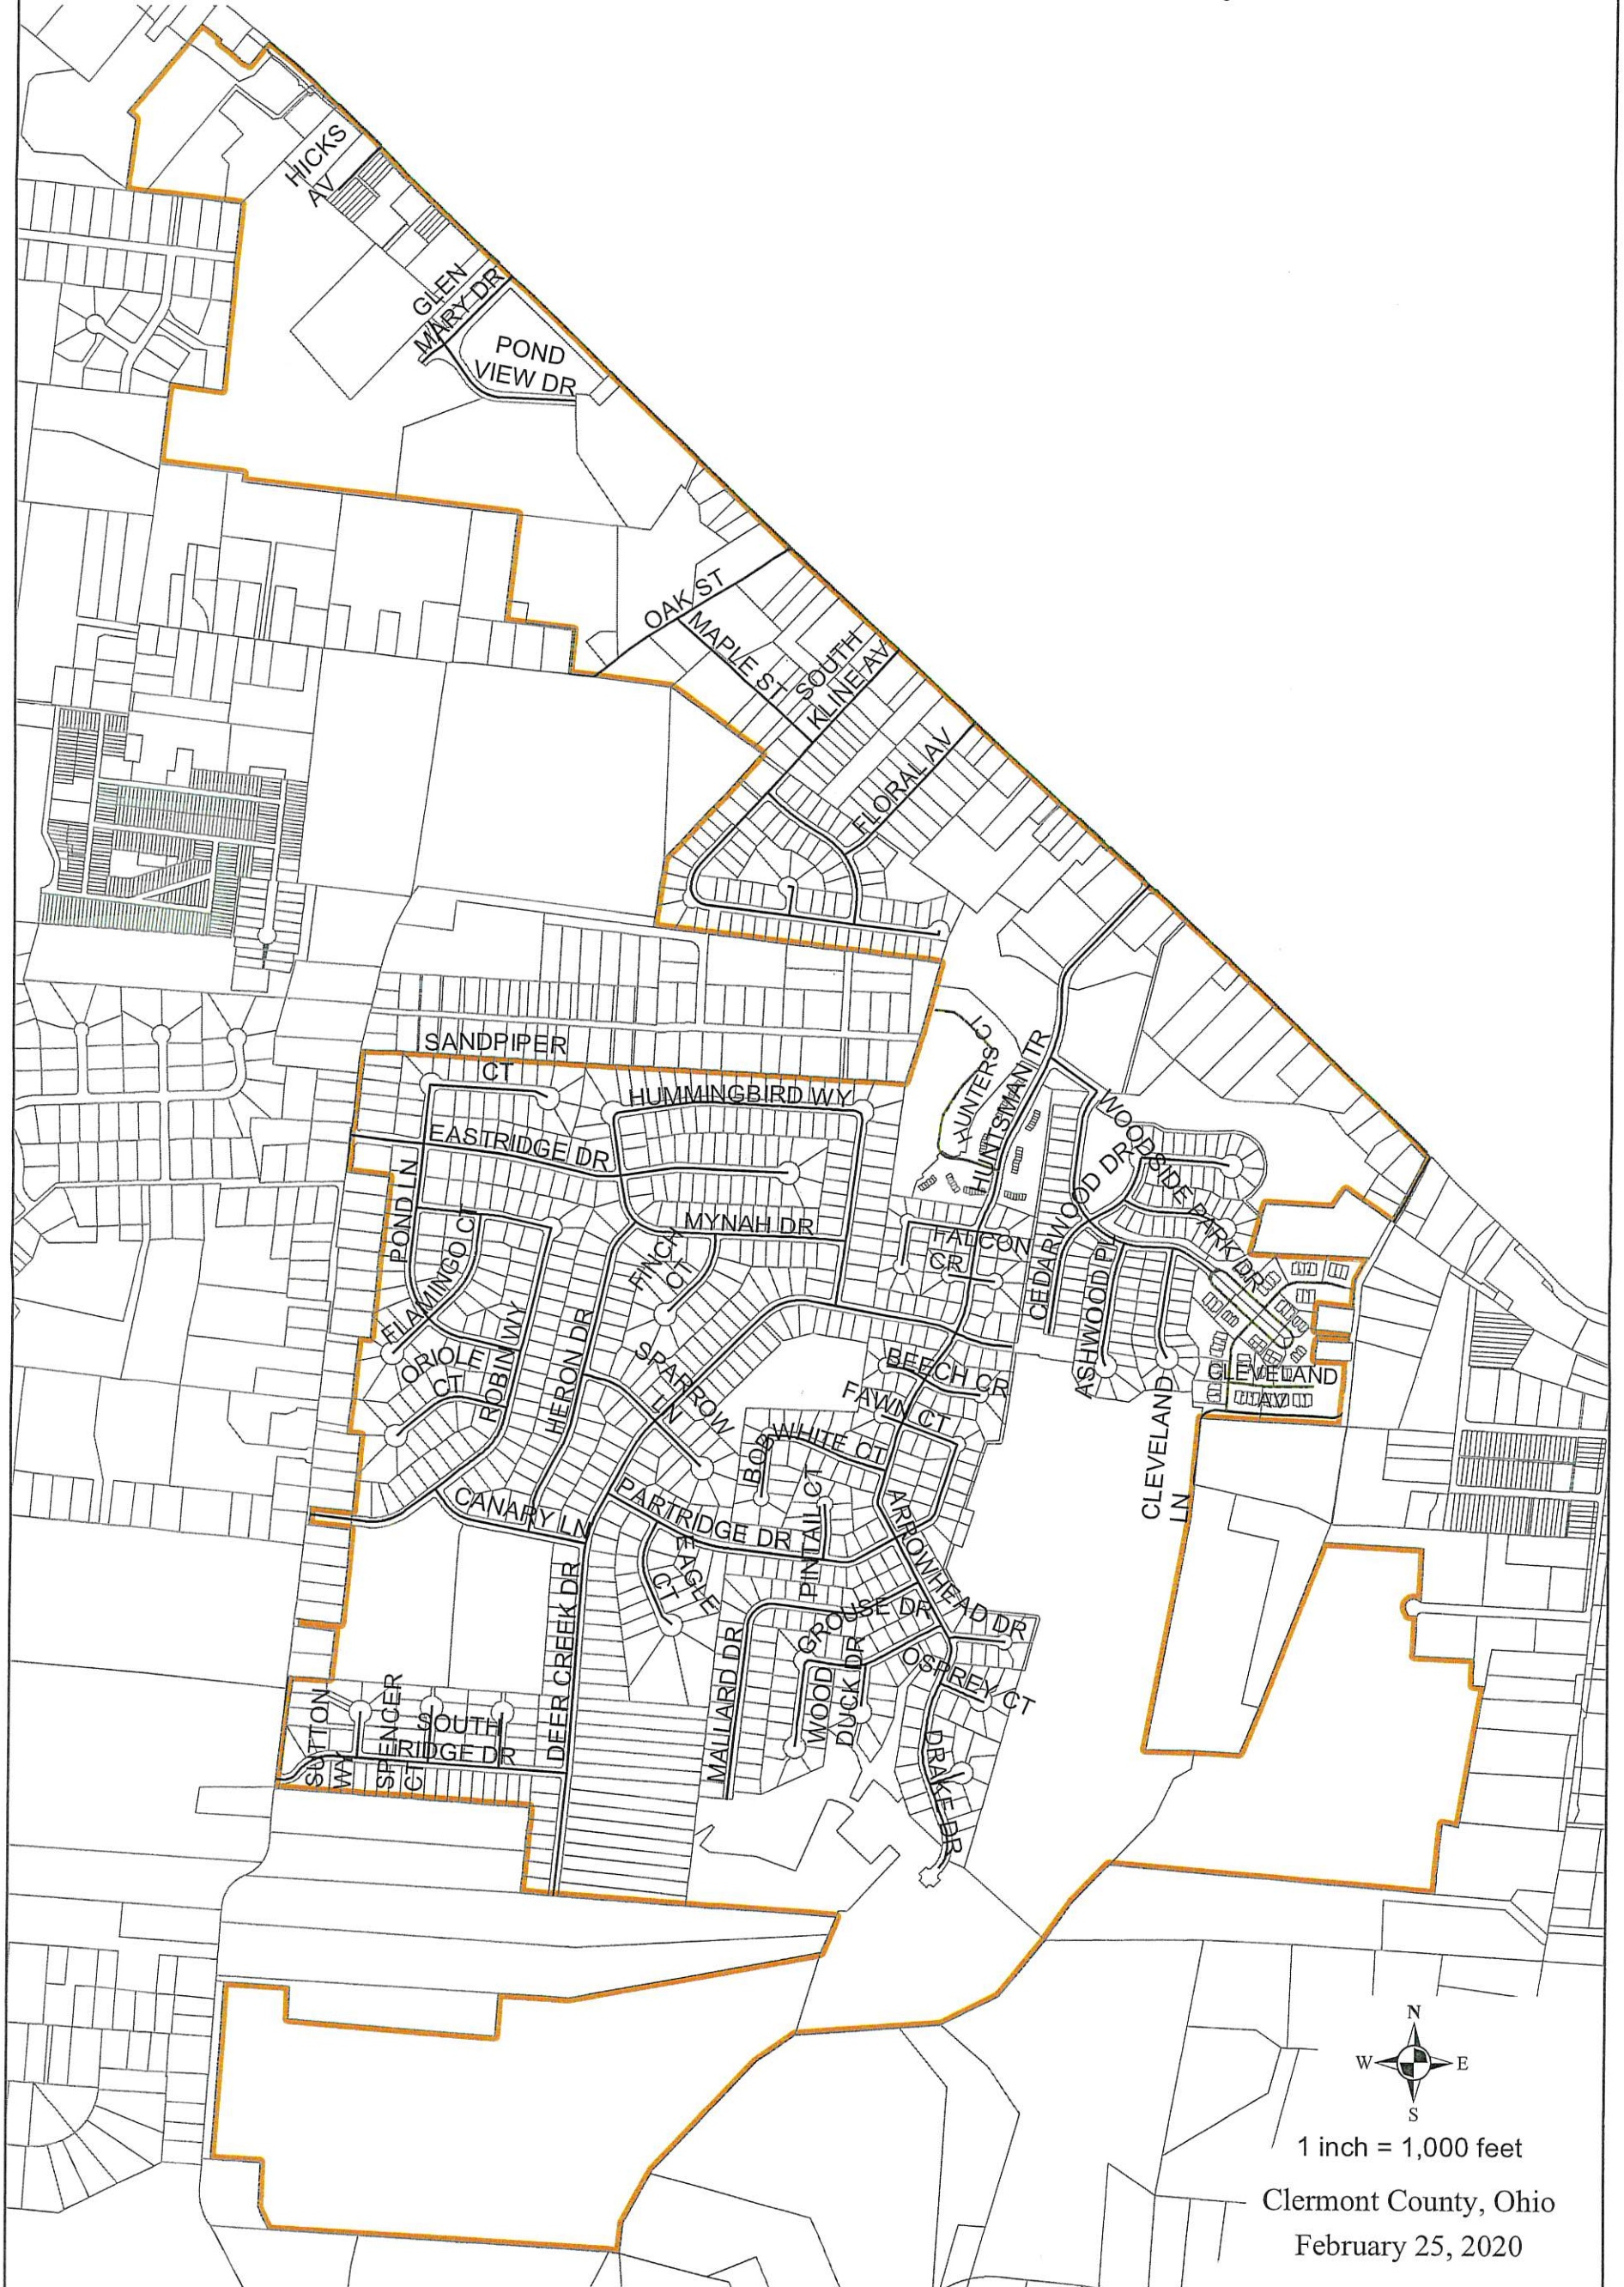 HICKS
AV
GLEN
MARY DR
POND
VIEW DR
OAK ST
MAPLE ST
SOUTH
KLINE AV
FLORAL AV
SANDPIPER
CT
HUMMINGBIRD WY
EASTRIDGE DR
HUNTERS
CT
HUNTSMAN TR
WOODSIDE PARK DR
POND LN
FLAMINGO CT
MYNAH DR
FINCH
CT
FALCON
CR
CEDARWOOD DR
ASHWOOD PL
ORIOLE
CT
ROBIN WY
HERON DR
SPARROW
LN
BEECH CR
FAWN CT
CLEVELAND
AV
CLEVELAND
LN
BOB WHITE CT
PINTAIL CT
CANARY LN
PARTRIDGE DR
EAGLE
CT
ARROWHEAD DR
GROUSE DR
OSPREY CT
DEER CREEK DR
MALLARD DR
WOOD
DUCK DR
DRAKE DR
SUTTON
WY
SPENCER
CT
SOUTH
RIDGE DR
N
W E
S
1 inch = 1,000 feet
Clermont County, Ohio
February 25, 2020